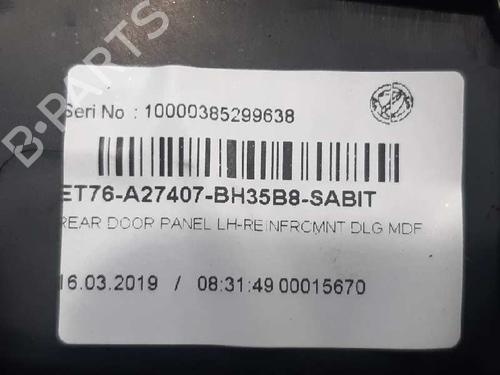 Seri No : 10000385299638
ET76-A27407-BH35B8-SABIT
REAR DOOR PANEL LH-REINFRCMNT DLG MDF
16.03.2019 / 08:31:49 00015670
B-PARTS